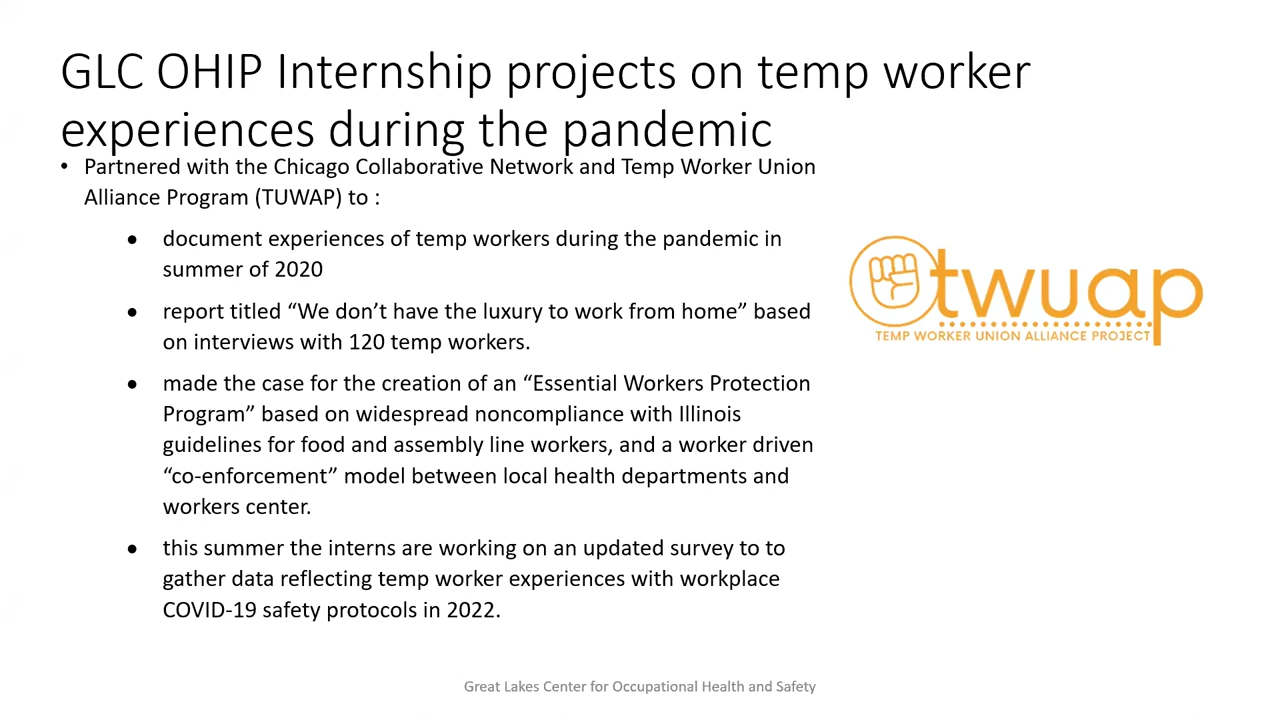 GLC OHIP Internship projects on temp worker
experiences during the pandemic
• Partnered with the Chicago Collaborative Network and Temp Worker Union
Alliance Program (TUWAP) to :
● document experiences of temp workers during the pandemic in
summer of 2020
● report titled “We don’t have the luxury to work from home” based
on interviews with 120 temp workers.
● made the case for the creation of an “Essential Workers Protection
Program” based on widespread noncompliance with Illinois
guidelines for food and assembly line workers, and a worker driven
“co-enforcement” model between local health departments and
workers center.
● this summer the interns are working on an updated survey to to
gather data reflecting temp worker experiences with workplace
COVID-19 safety protocols in 2022.
twuap
TEMP WORKER UNION ALLIANCE PROJECT
Great Lakes Center for Occupational Health and Safety